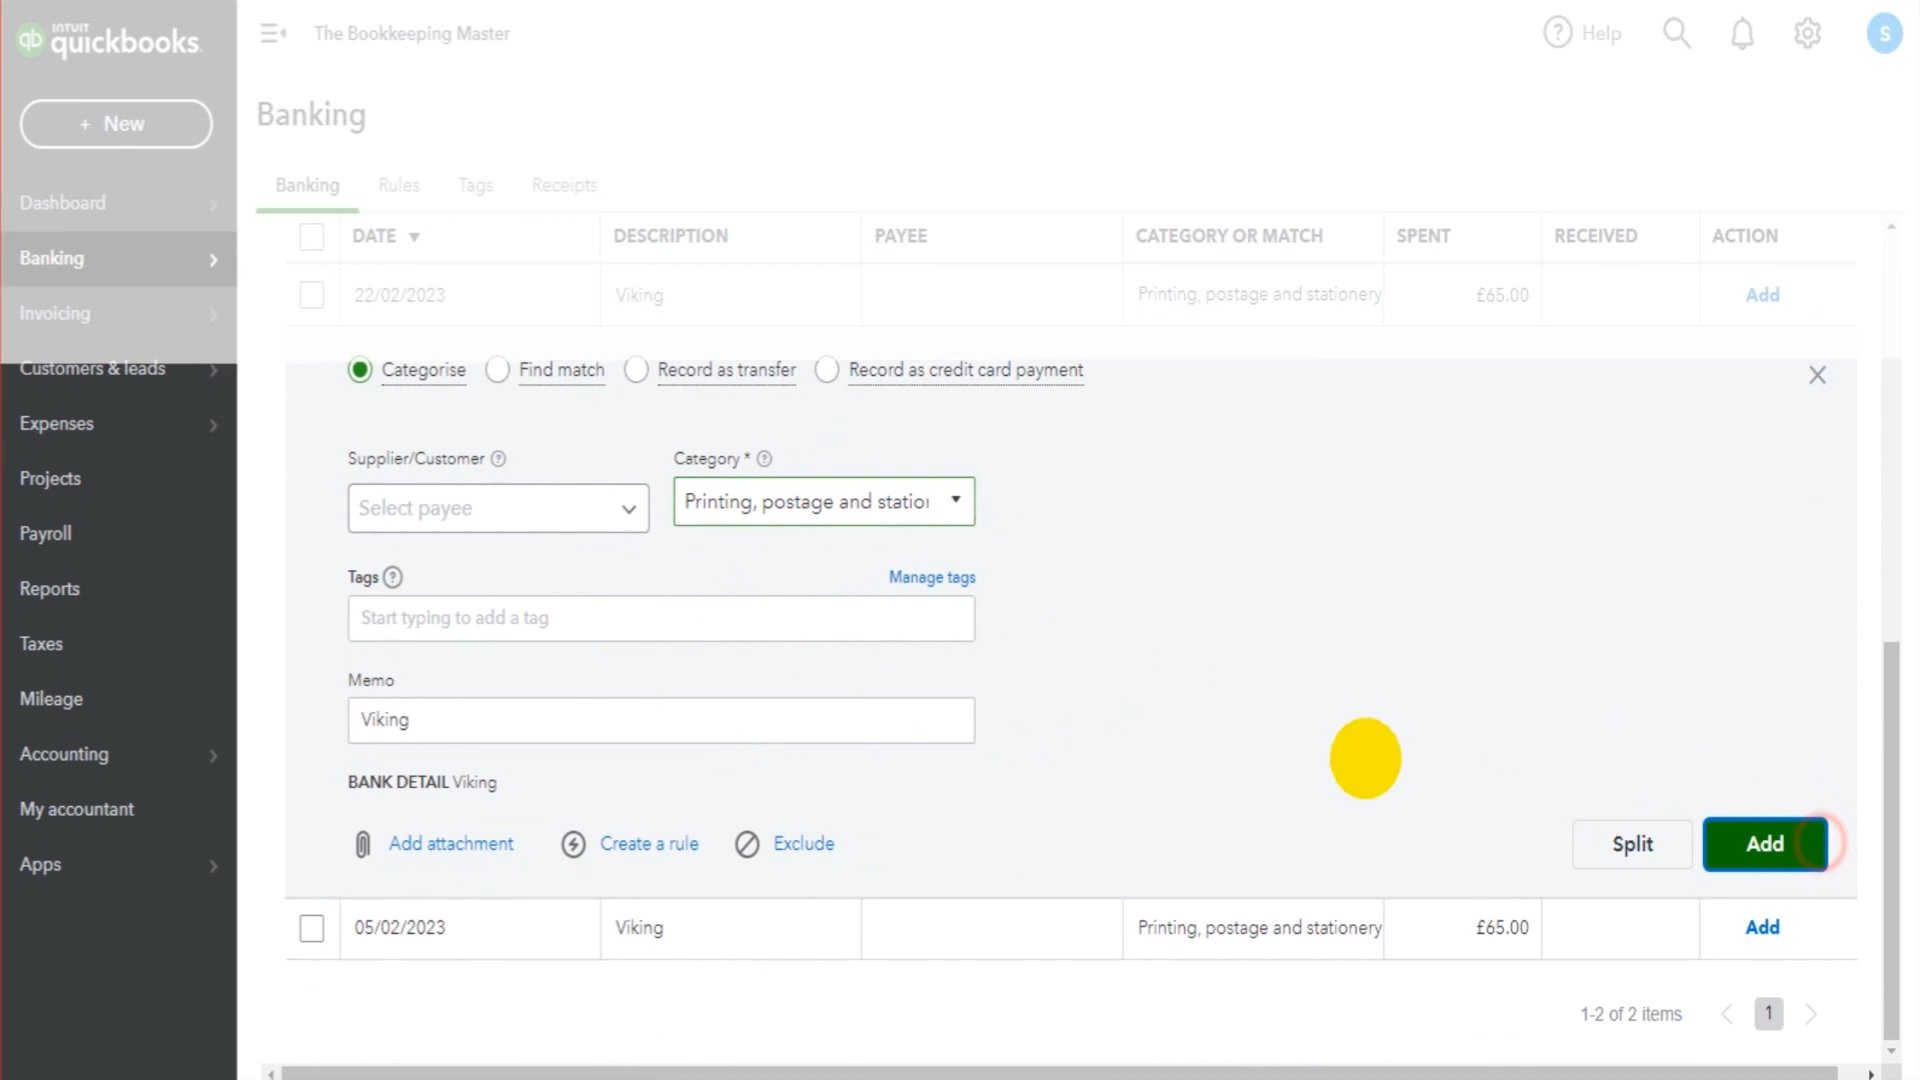 INTUIT
qb quickbooks.
The Bookkeeping Master
? Help
S
+ New
Banking
Banking Rules Tags Receipts
Dashboard
Banking
Invoicing
Customers & leads
Expenses
Projects
Payroll
Reports
Taxes
Mileage
Accounting
My accountant
Apps
DATE DESCRIPTION PAYEE CATEGORY OR MATCH SPENT RECEIVED ACTION
22/02/2023 Viking Printing, postage and stationery £65.00 Add
Categorise Find match Record as transfer Record as credit card payment
Supplier/Customer ? Category * ?
Select payee Printing, postage and station
Tags ? Manage tags
Start typing to add a tag
Memo
Viking
BANK DETAIL Viking
Add attachment Create a rule Exclude Split Add
05/02/2023 Viking Printing, postage and stationery £65.00 Add
1-2 of 2 items 1